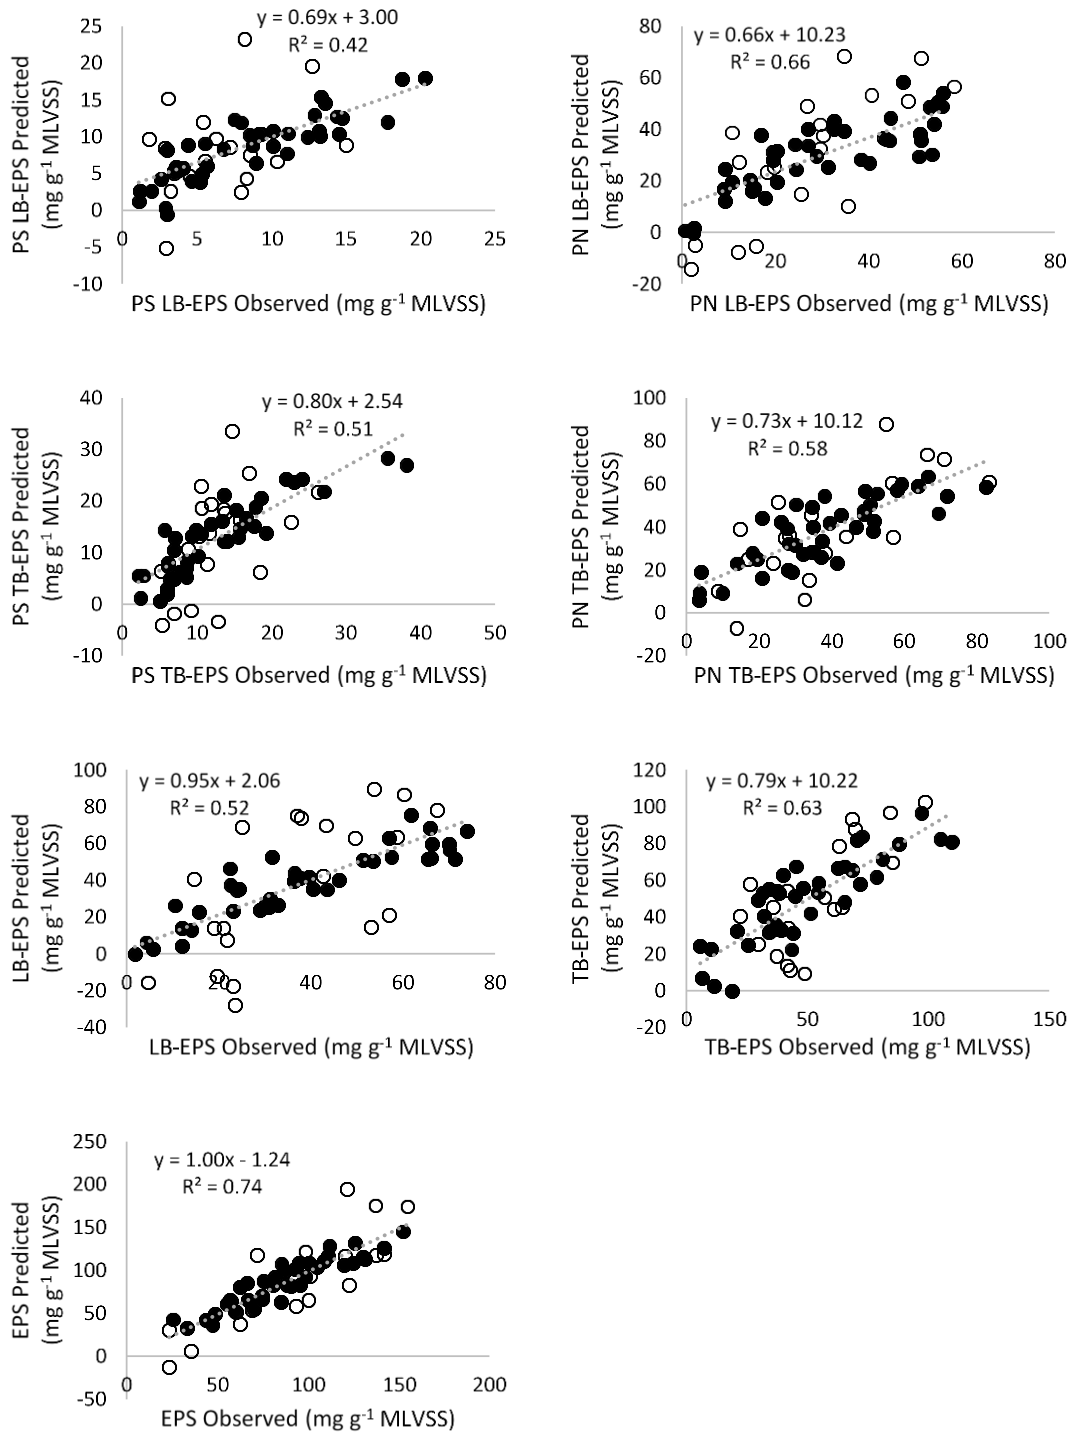 y = 0.69x + 3.00
R² = 0.42
25
20
15
10
5
0
-5
-10
0 5 10 15 20 25
PS LB-EPS Predicted
(mg g⁻¹ MLVSS)
PS LB-EPS Observed (mg g⁻¹ MLVSS)
y = 0.66x + 10.23
R² = 0.66
80
60
40
20
0
-20
0 20 40 60 80
PN LB-EPS Predicted
(mg g⁻¹ MLVSS)
PN LB-EPS Observed (mg g⁻¹ MLVSS)
y = 0.80x + 2.54
R² = 0.51
40
30
20
10
0
-10
0 10 20 30 40 50
PS TB-EPS Predicted
(mg g⁻¹ MLVSS)
PS TB-EPS Observed (mg g⁻¹ MLVSS)
y = 0.73x + 10.12
R² = 0.58
100
80
60
40
20
0
-20
0 20 40 60 80 100
PN TB-EPS Predicted
(mg g⁻¹ MLVSS)
PN TB-EPS Observed (mg g⁻¹ MLVSS)
y = 0.95x + 2.06
R² = 0.52
100
80
60
40
20
0
-20
-40
0 20 40 60 80
LB-EPS Predicted
(mg g⁻¹ MLVSS)
LB-EPS Observed (mg g⁻¹ MLVSS)
y = 0.79x + 10.22
R² = 0.63
120
100
80
60
40
20
0
-20
0 50 100 150
TB-EPS Predicted
(mg g⁻¹ MLVSS)
TB-EPS Observed (mg g⁻¹ MLVSS)
y = 1.00x - 1.24
R² = 0.74
250
200
150
100
50
0
-50
0 50 100 150 200
EPS Predicted
(mg g⁻¹ MLVSS)
EPS Observed (mg g⁻¹ MLVSS)